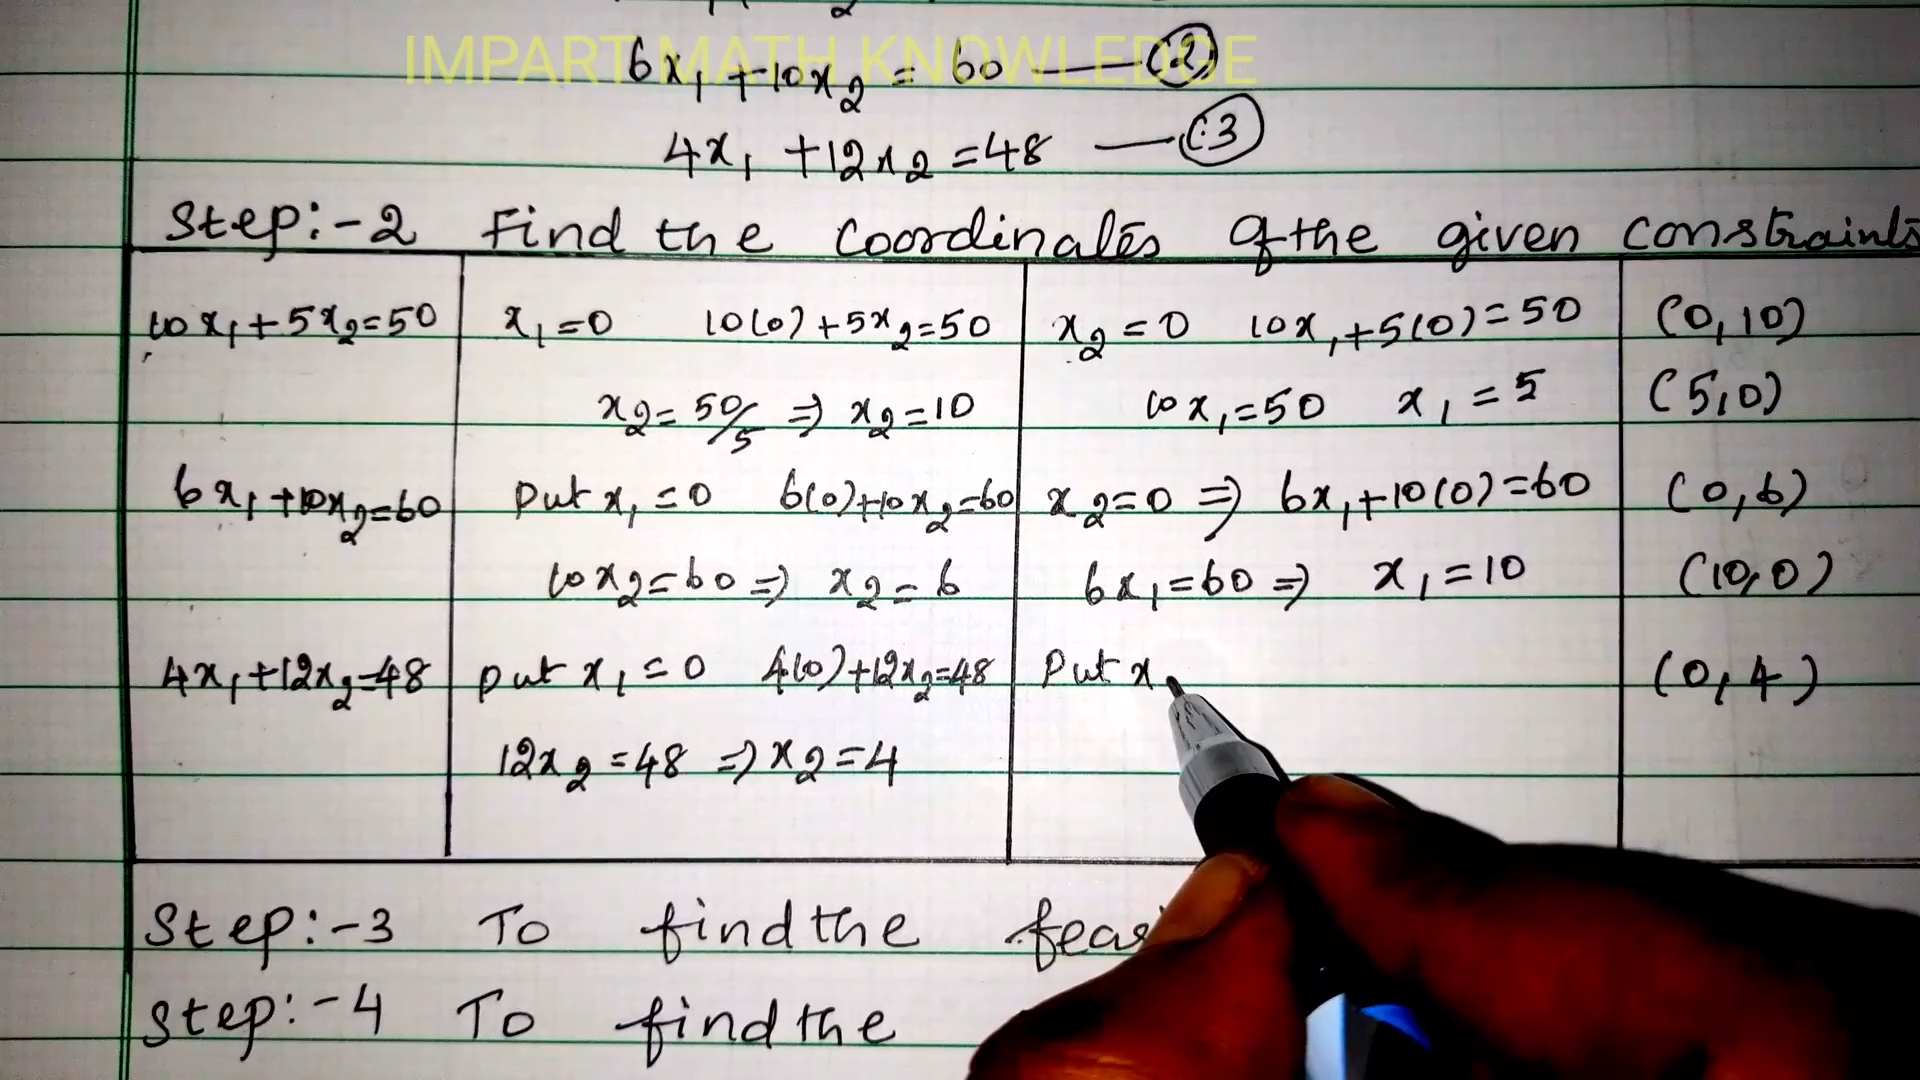 IMPART MATH KNOWLEDGE
6x₁ + 10x₂ = 60 — (2)
4x₁ + 12x₂ = 48 — (3)
Step:-2 Find the coordinates of the given constraints
10x₁ + 5x₂ = 50 x₁ = 0 10(0) + 5x₂ = 50 x₂ = 0 10x₁ + 5(0) = 50 (0,10)
x₂ = 50/5 ⇒ x₂ = 10 10x₁ = 50 x₁ = 5 (5,0)
6x₁ + 10x₂ = 60 Put x₁ = 0 6(0) + 10x₂ = 60 x₂ = 0 ⇒ 6x₁ + 10(0) = 60 (0,6)
10x₂ = 60 ⇒ x₂ = 6 6x₁ = 60 ⇒ x₁ = 10 (10,0)
4x₁ + 12x₂ = 48 Put x₁ = 0 4(0) + 12x₂ = 48 Put x (0,4)
12x₂ = 48 ⇒ x₂ = 4
Step:-3 To find the
Step:-4 To find the